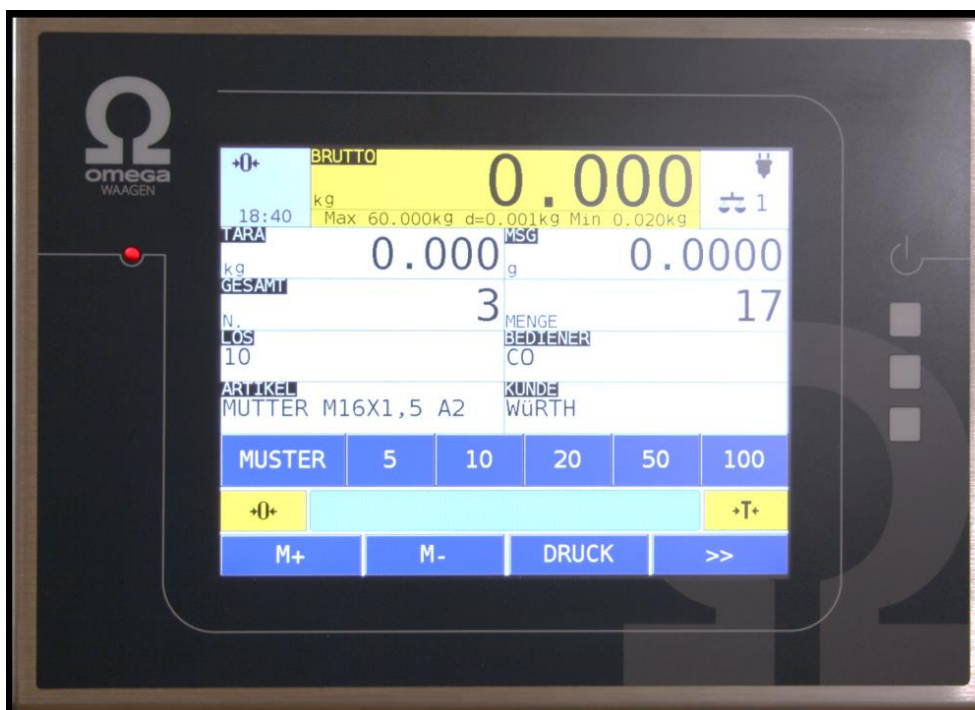 Ω
omega
WAAGEN
→0← BRUTTO 0.000
kg
18:40 Max 60.000kg d=0.001kg Min 0.020kg 1
TARA MSG
kg 0.000 g 0.0000
GESAMT
N. 3 MENGE 17
LOS BEDIENER
10 CO
ARTIKEL KUNDE
MUTTER M16X1,5 A2 WüRTH
MUSTER 5 10 20 50 100
→0← →T←
M+ M- DRUCK >>